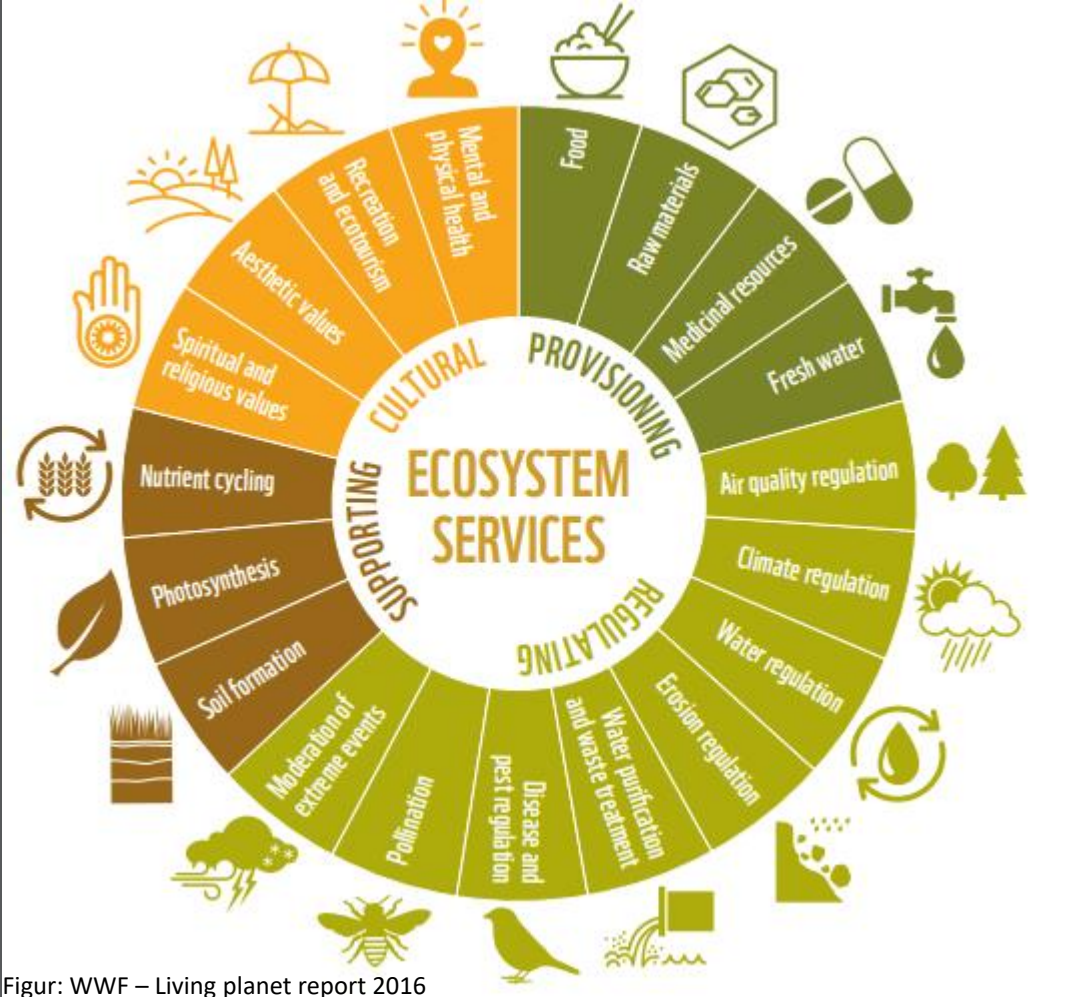 Mental and
physical health
Food
Raw materials
Medicinal resources
Fresh water
Air quality regulation
Climate regulation
Water regulation
Erosion regulation
Water purification
and waste treatment
Disease and
pest regulation
Pollination
Moderation of
extreme events
Soil formation
Photosynthesis
Nutrient cycling
Spiritual and
religious values
Aesthetic values
Recreation
and ecotourism
CULTURAL
PROVISIONING
REGULATING
SUPPORTING
ECOSYSTEM
SERVICES
Figur: WWF – Living planet report 2016